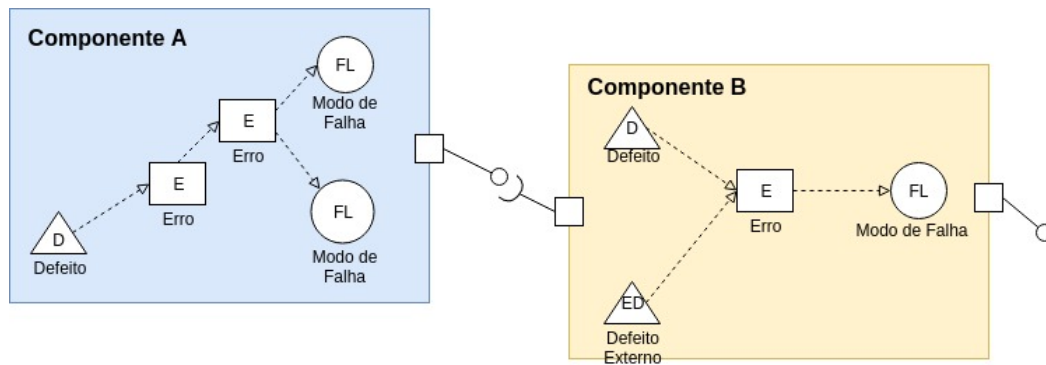 Componente A
FL
Modo de
Falha
E
Erro
E
Erro
FL
Modo de
Falha
D
Defeito
Componente B
D
Defeito
E
Erro
FL
Modo de Falha
ED
Defeito
Externo